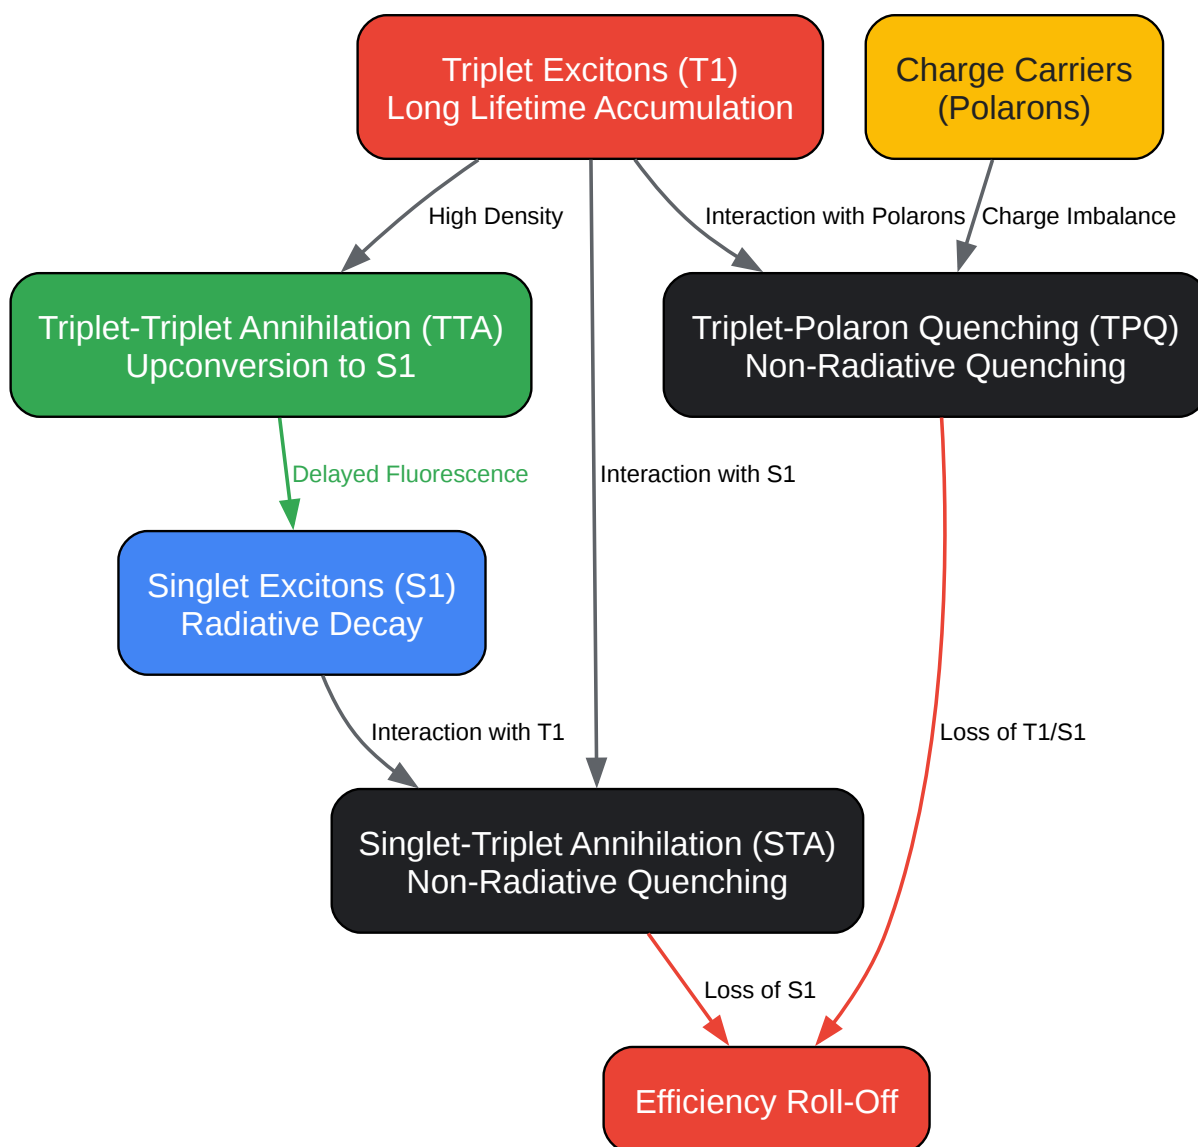 Triplet Excitons (T1)
Long Lifetime Accumulation
Charge Carriers
(Polarons)
High Density
Interaction with Polarons
Charge Imbalance
Triplet-Triplet Annihilation (TTA)
Upconversion to S1
Triplet-Polaron Quenching (TPQ)
Non-Radiative Quenching
Delayed Fluorescence
Interaction with S1
Singlet Excitons (S1)
Radiative Decay
Interaction with T1
Loss of T1/S1
Singlet-Triplet Annihilation (STA)
Non-Radiative Quenching
Loss of S1
Efficiency Roll-Off